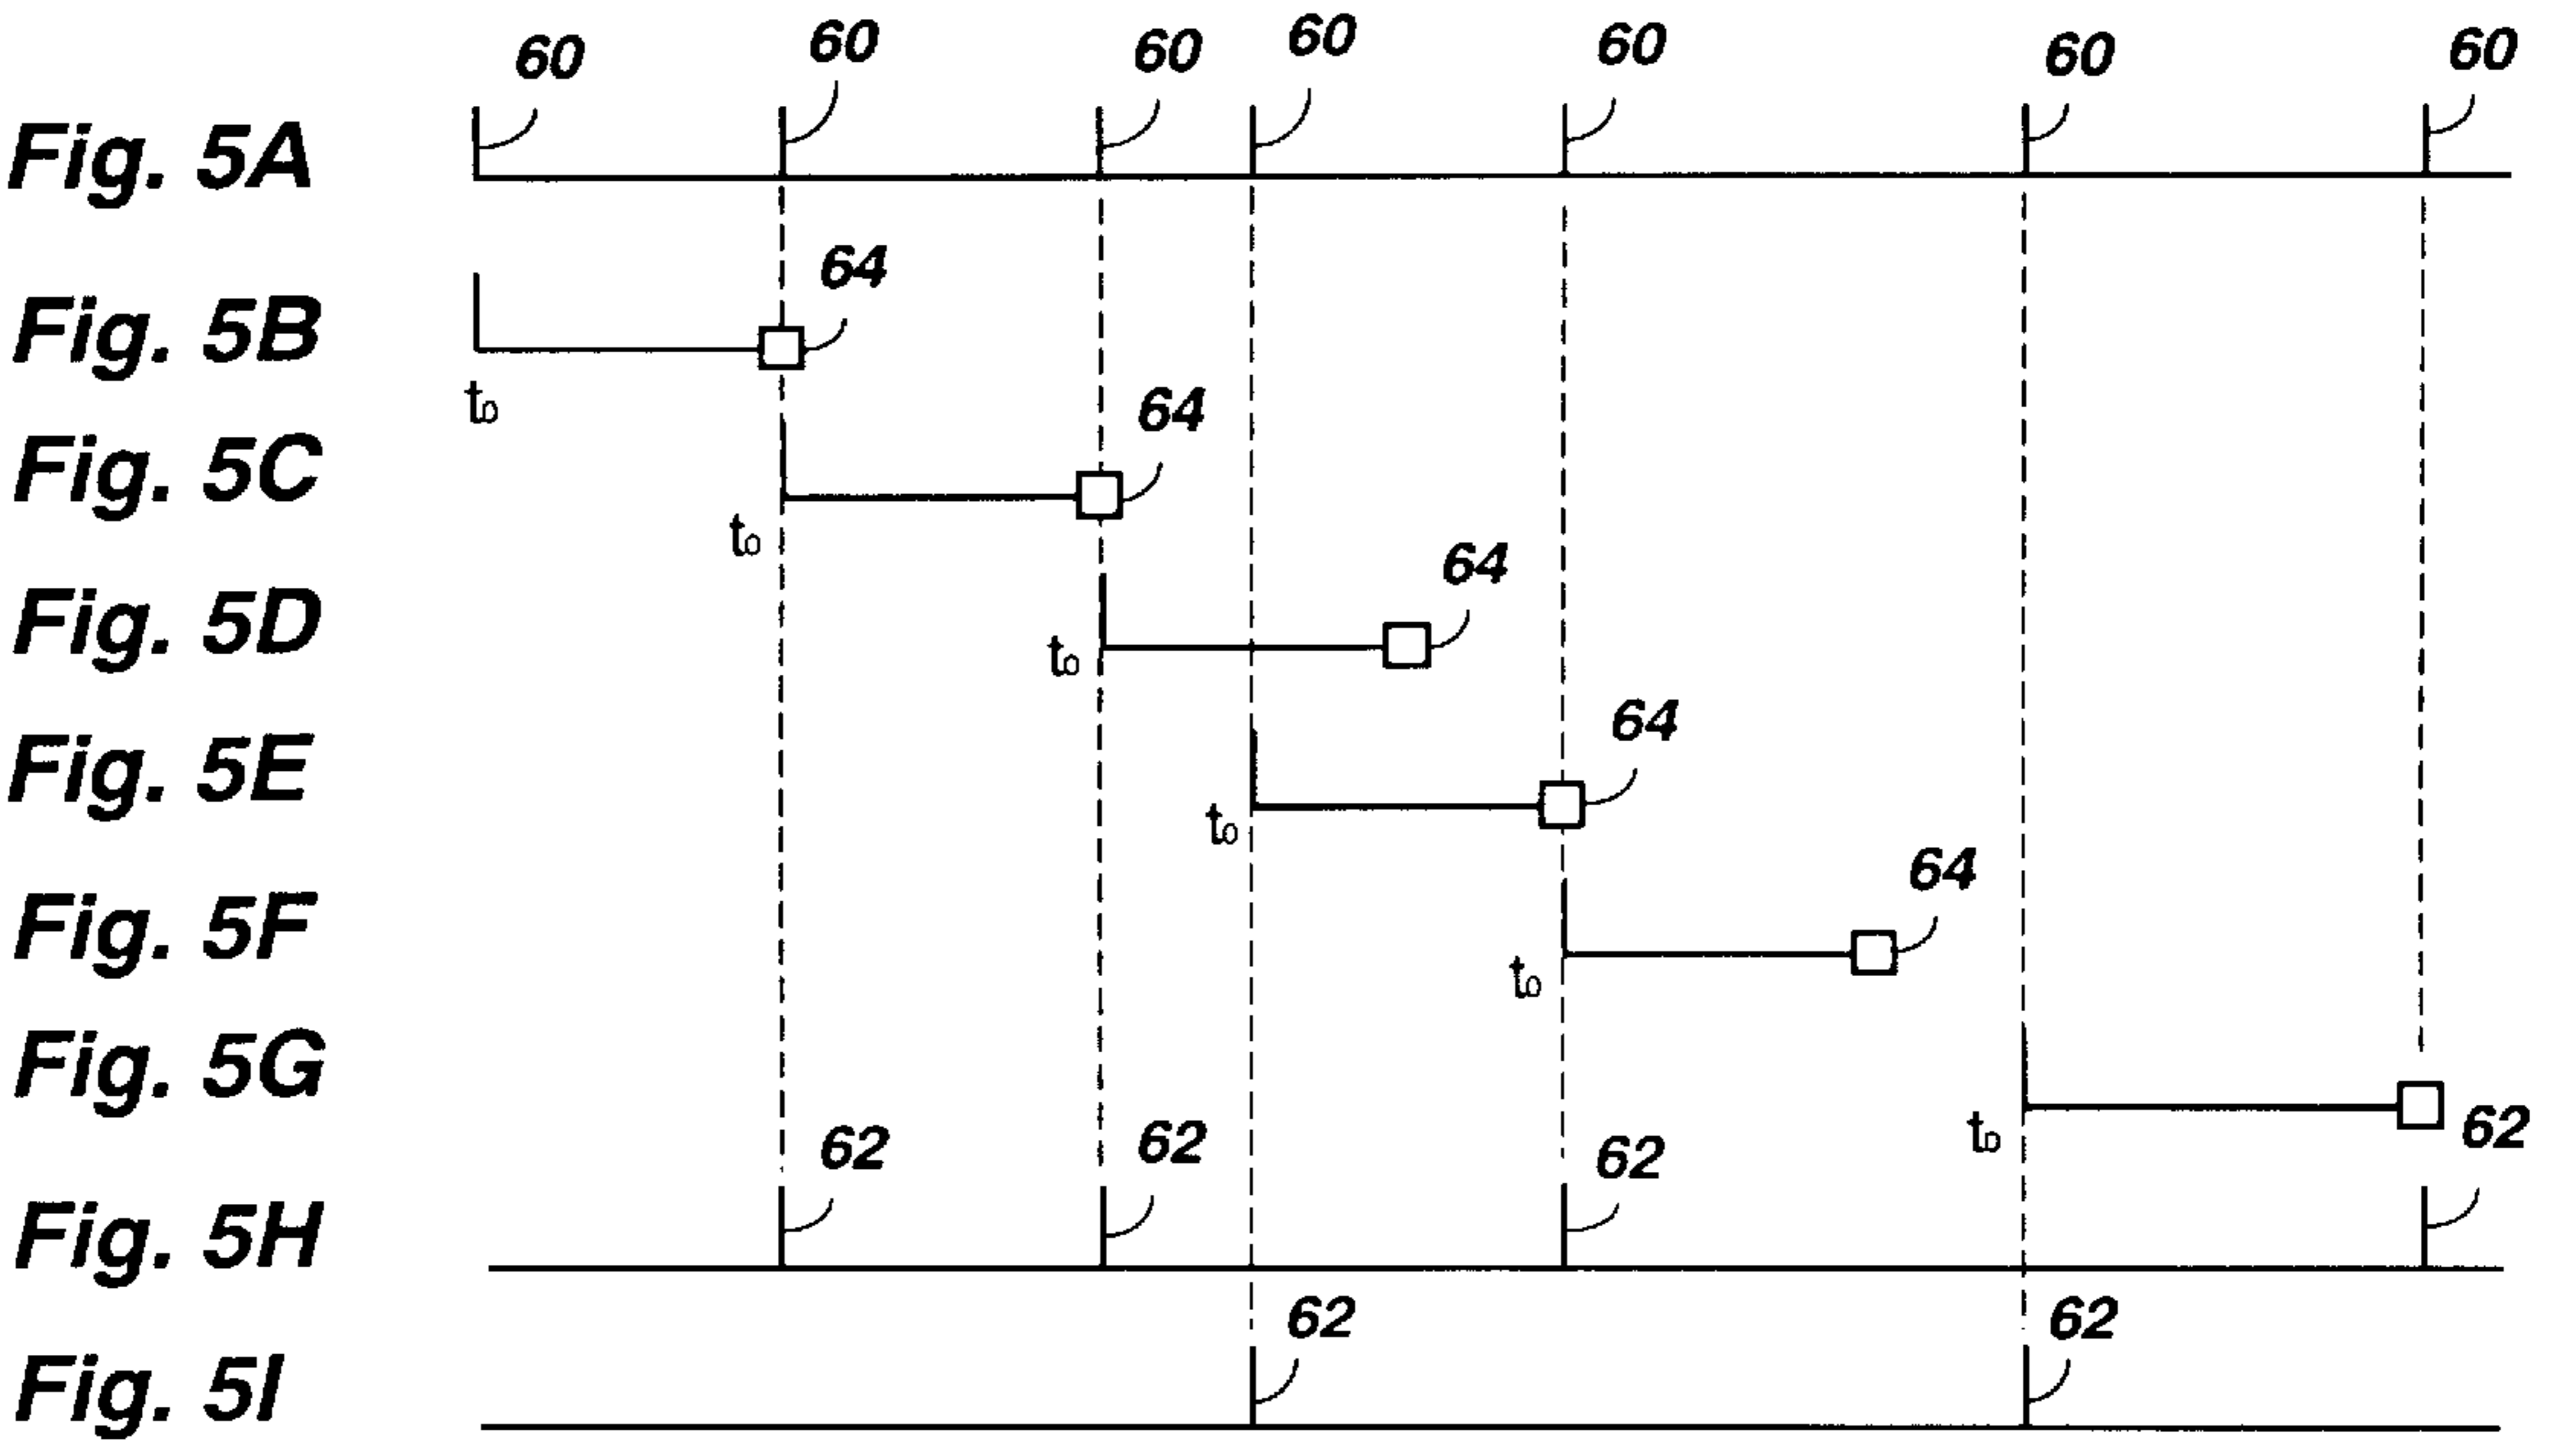 60 60 60 60 60 60 60
Fig. 5A
64
Fig. 5B
t0
64
Fig. 5C
t0
64
Fig. 5D
t0
64
Fig. 5E
t0
64
Fig. 5F
t0
Fig. 5G
t0
62 62 62 62
Fig. 5H
62 62
Fig. 5I